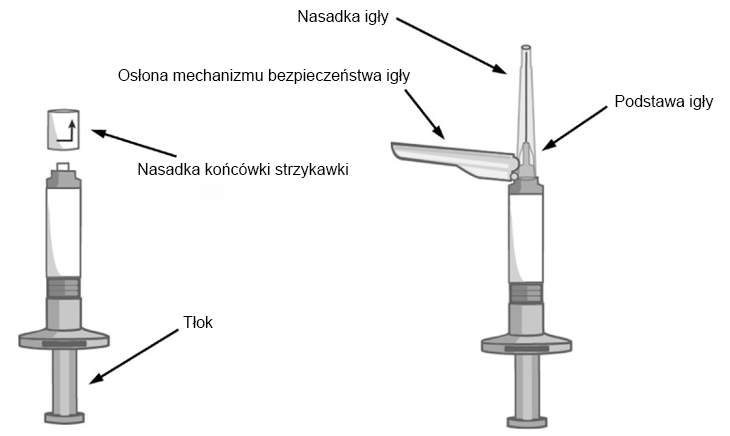 Nasadka igły
Osłona mechanizmu bezpieczeństwa igły
Podstawa igły
Nasadka końcówki strzykawki
Tłok